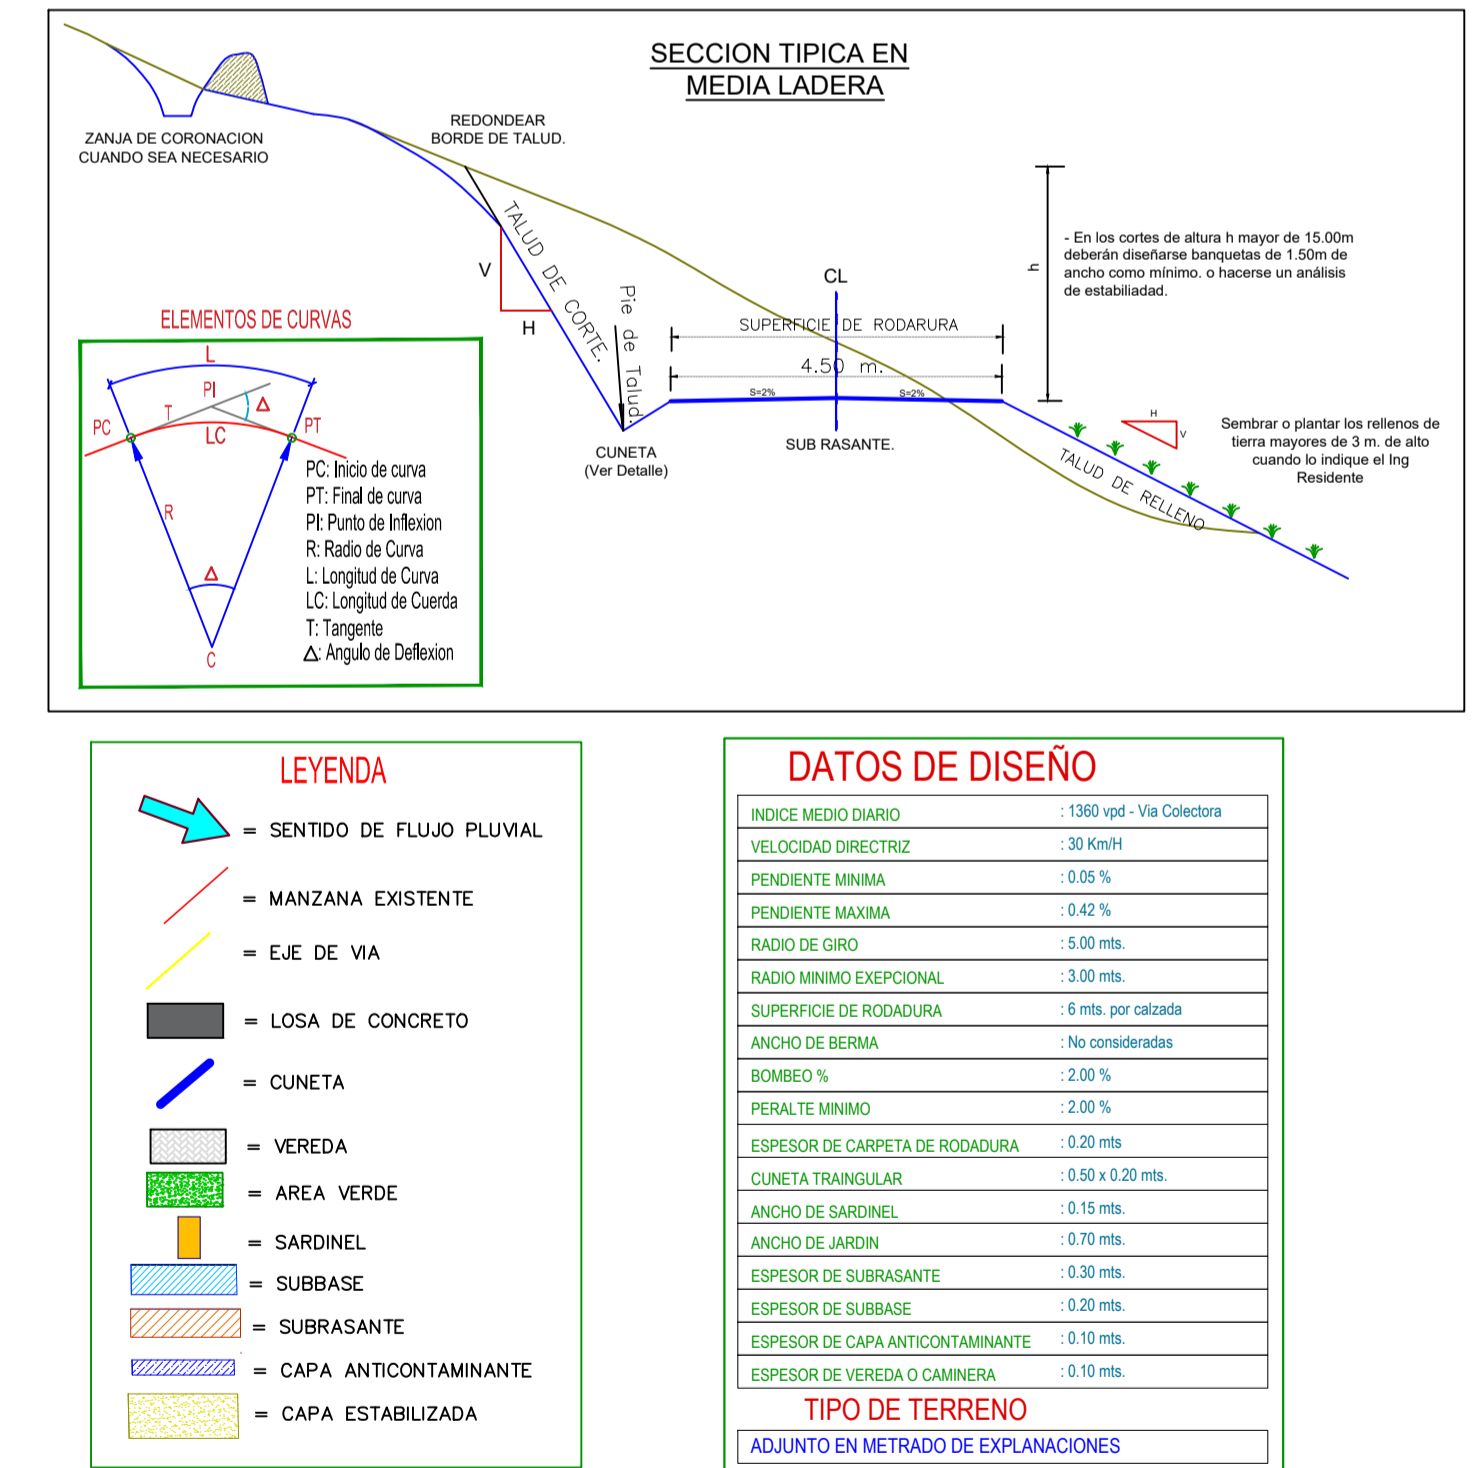 SECCION TIPICA EN
MEDIA LADERA
ZANJA DE CORONACION
CUANDO SEA NECESARIO
REDONDEAR
BORDE DE TALUD.
TALUD DE CORTE.
V
H
Pie de Talud.
CL
SUPERFICIE DE RODARURA
4.50 m.
S=2%
S=2%
CUNETA
(Ver Detalle)
SUB RASANTE.
h
- En los cortes de altura h mayor de 15.00m
deberán diseñarse banquetas de 1.50m de
ancho como mínimo. o hacerse un análisis
de estabiliadad.
H
V
TALUD DE RELLENO
Sembrar o plantar los rellenos de
tierra mayores de 3 m. de alto
cuando lo indique el Ing
Residente
ELEMENTOS DE CURVAS
L
PI
T
Δ
PC
LC
PT
R
Δ
C
PC: Inicio de curva
PT: Final de curva
PI: Punto de Inflexion
R: Radio de Curva
L: Longitud de Curva
LC: Longitud de Cuerda
T: Tangente
Δ: Angulo de Deflexion
LEYENDA
= SENTIDO DE FLUJO PLUVIAL
= MANZANA EXISTENTE
= EJE DE VIA
= LOSA DE CONCRETO
= CUNETA
= VEREDA
= AREA VERDE
= SARDINEL
= SUBBASE
= SUBRASANTE
= CAPA ANTICONTAMINANTE
= CAPA ESTABILIZADA
DATOS DE DISEÑO
INDICE MEDIO DIARIO : 1360 vpd - Via Colectora
VELOCIDAD DIRECTRIZ : 30 Km/H
PENDIENTE MINIMA : 0.05 %
PENDIENTE MAXIMA : 0.42 %
RADIO DE GIRO : 5.00 mts.
RADIO MINIMO EXEPCIONAL : 3.00 mts.
SUPERFICIE DE RODADURA : 6 mts. por calzada
ANCHO DE BERMA : No consideradas
BOMBEO % : 2.00 %
PERALTE MINIMO : 2.00 %
ESPESOR DE CARPETA DE RODADURA : 0.20 mts
CUNETA TRAINGULAR : 0.50 x 0.20 mts.
ANCHO DE SARDINEL : 0.15 mts.
ANCHO DE JARDIN : 0.70 mts.
ESPESOR DE SUBRASANTE : 0.30 mts.
ESPESOR DE SUBBASE : 0.20 mts.
ESPESOR DE CAPA ANTICONTAMINANTE : 0.10 mts.
ESPESOR DE VEREDA O CAMINERA : 0.10 mts.
TIPO DE TERRENO
ADJUNTO EN METRADO DE EXPLANACIONES